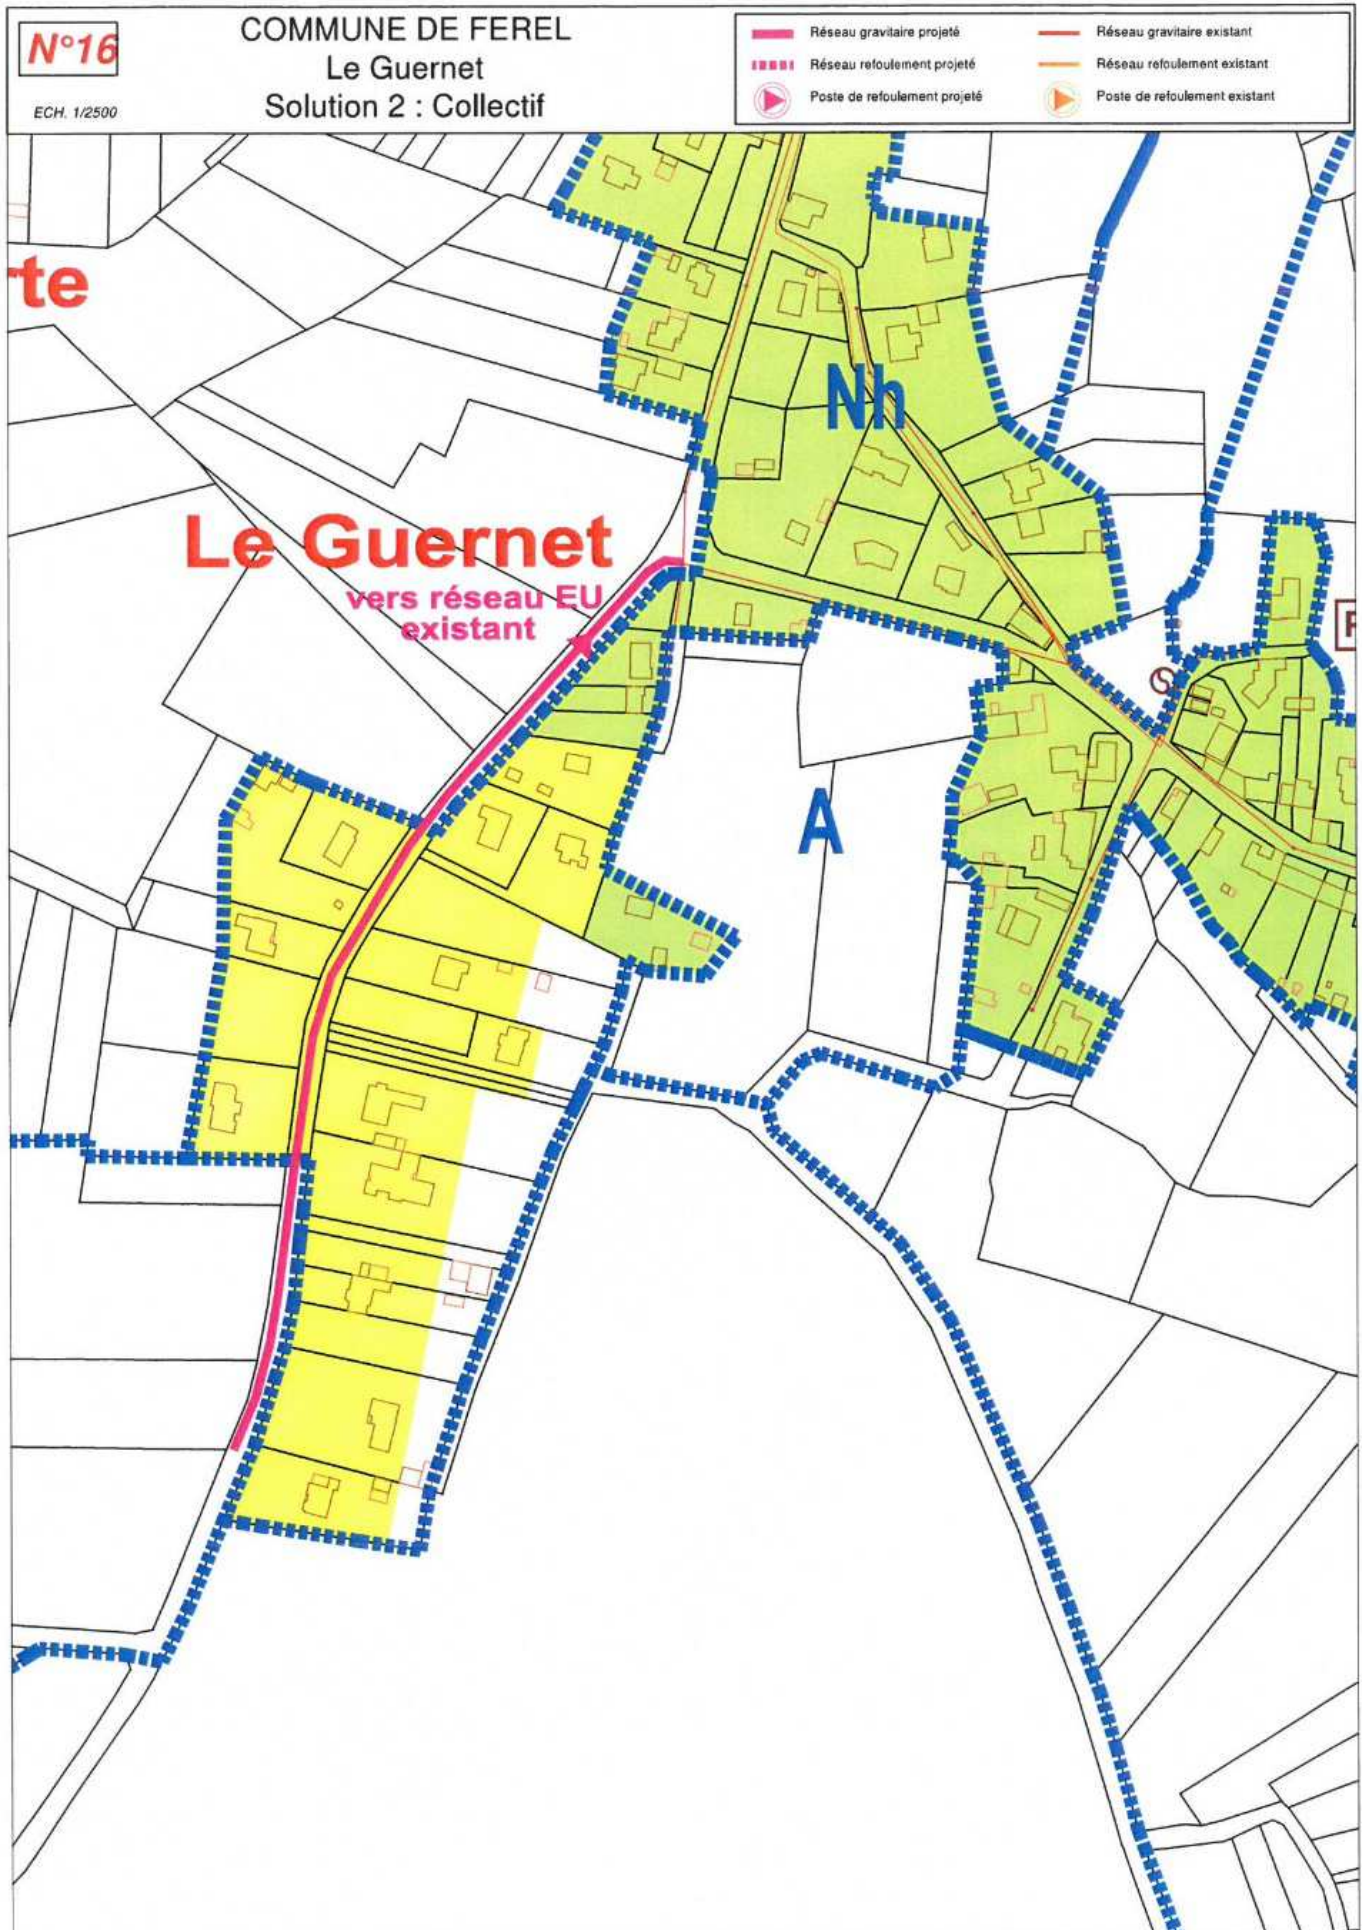 N°16
ECH. 1/2500
COMMUNE DE FEREL
Le Guernet
Solution 2 : Collectif
Réseau gravitaire projeté
Réseau gravitaire existant
Réseau refoulement projeté
Réseau refoulement existant
Poste de refoulement projeté
Poste de refoulement existant
rte
Nh
Le Guernet
vers réseau EU
existant
A